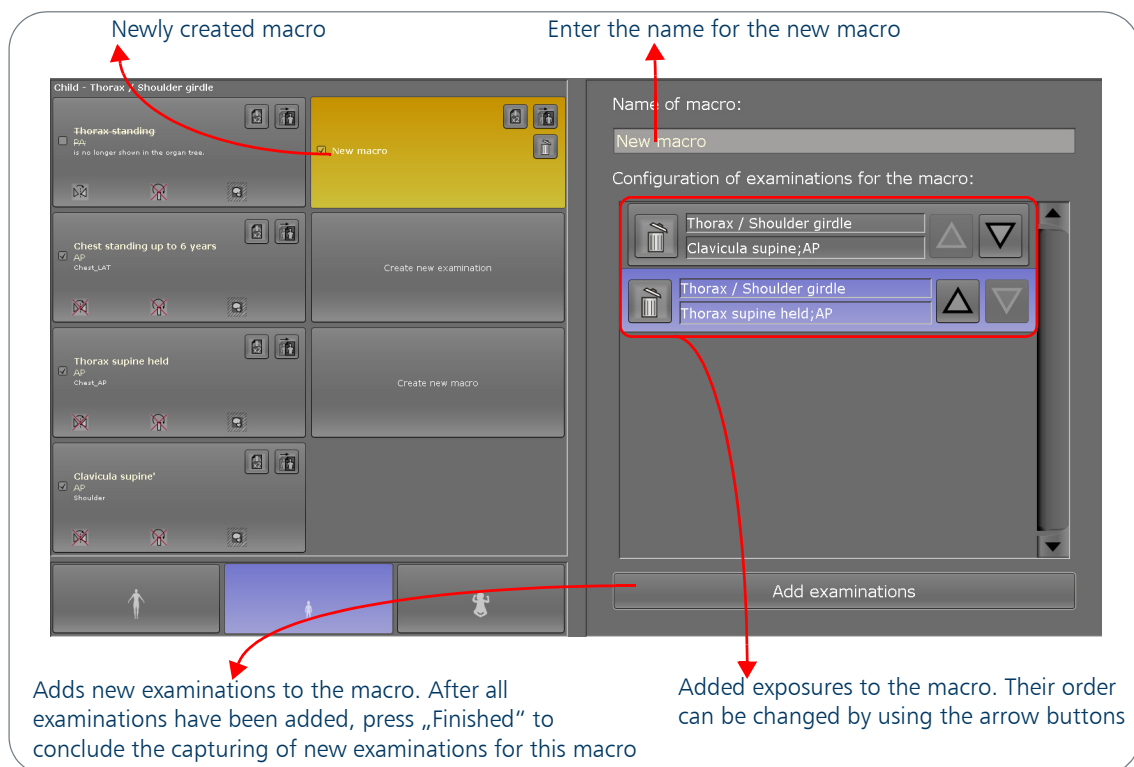 Newly created macro
Enter the name for the new macro
Child - Thorax / Shoulder girdle
Thorax standing
PA
is no longer shown in the organ tree.
x2
New macro
x2
Chest standing up to 6 years
AP
Chest_LAT
x2
Create new examination
Thorax supine held
AP
Chest_AP
x2
Create new macro
Clavicula supine'
AP
Shoulder
x2
Name of macro:
New macro
Configuration of examinations for the macro:
Thorax / Shoulder girdle
Clavicula supine;AP
Thorax / Shoulder girdle
Thorax supine held;AP
Add examinations
Adds new examinations to the macro. After all
examinations have been added, press „Finished“ to
conclude the capturing of new examinations for this macro
Added exposures to the macro. Their order
can be changed by using the arrow buttons